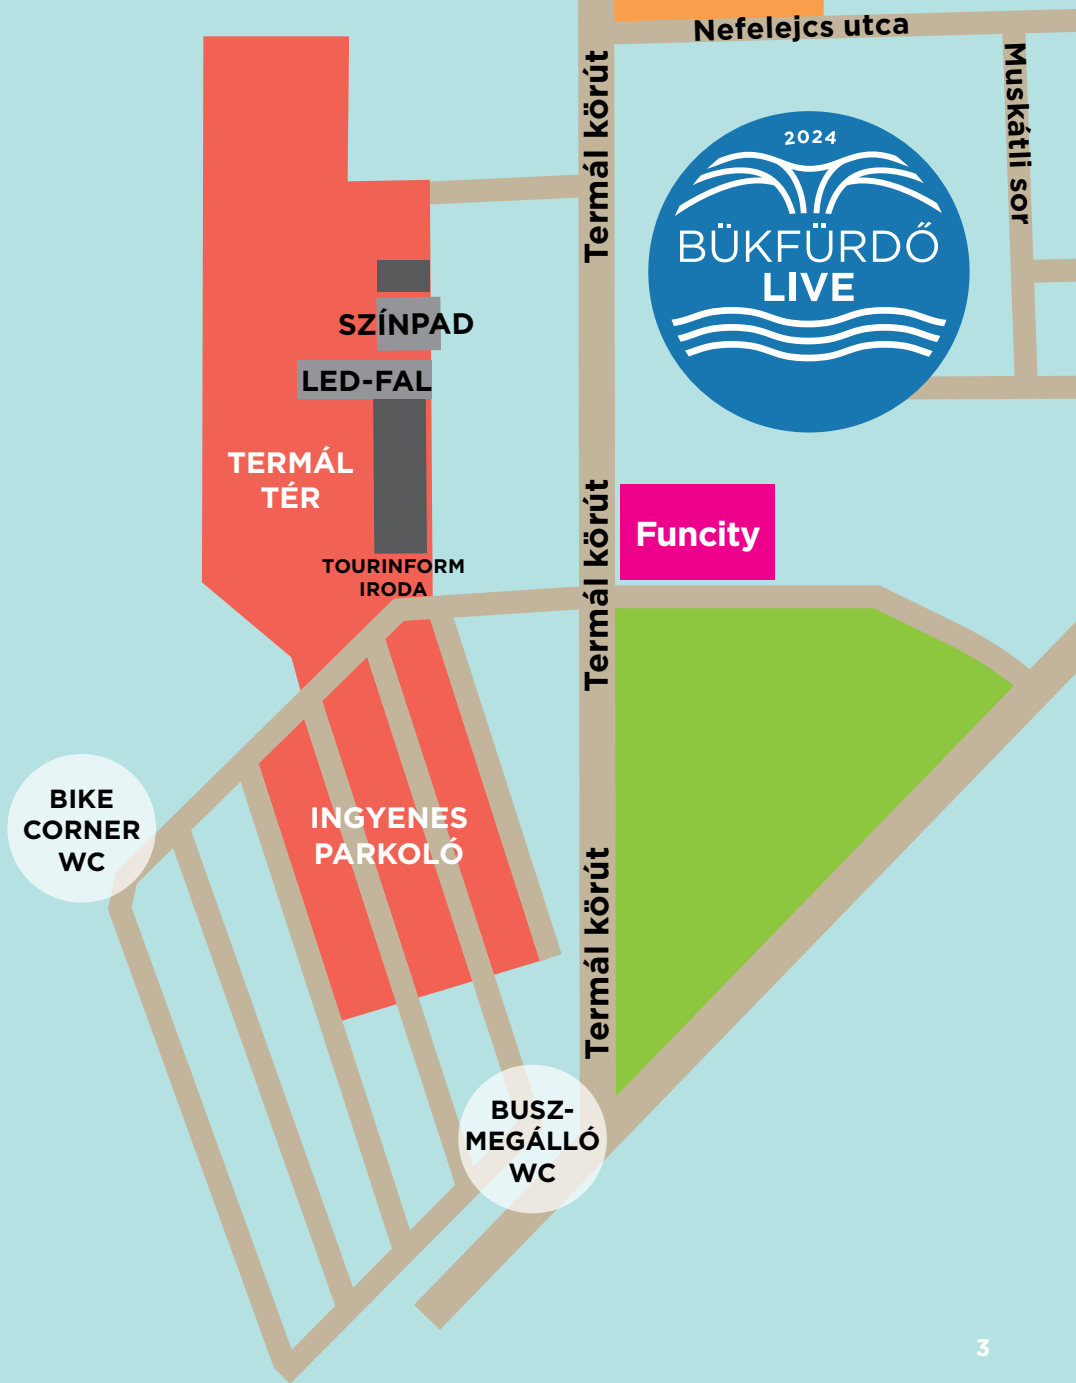 Nefelejcs utca
Termál körút
Muskátli sor
2024
BÜKFÜRDŐ
LIVE
SZÍNPAD
LED-FAL
TERMÁL
TÉR
Termál körút
Funcity
TOURINFORM
IRODA
BIKE
CORNER
WC
INGYENES
PARKOLÓ
Termál körút
BUSZ-
MEGÁLLÓ
WC
3